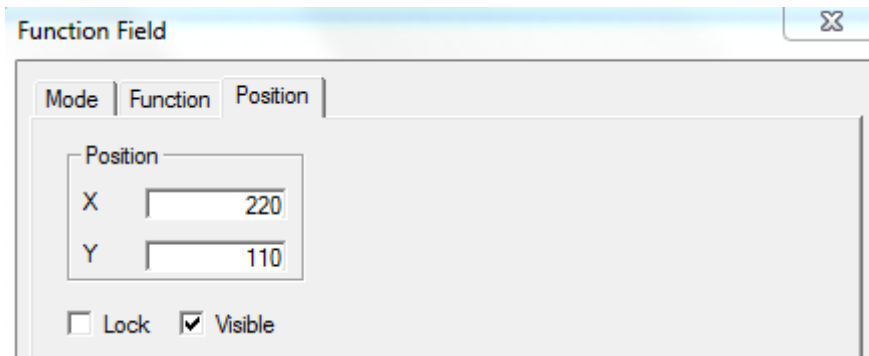 Function Field
Mode Function Position
Position
X 220
Y 110
Lock Visible